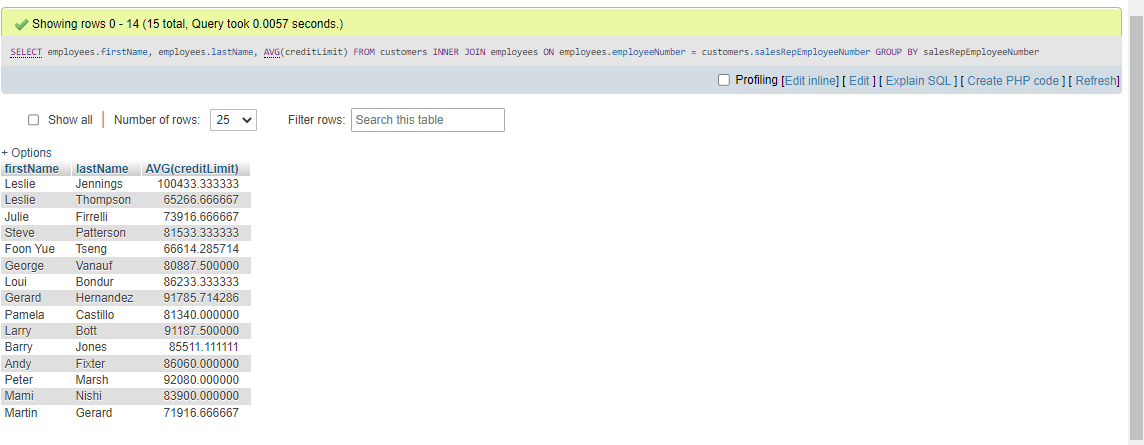 Showing rows 0 - 14 (15 total, Query took 0.0057 seconds.)
SELECT employees.firstName, employees.lastName, AVG(creditLimit) FROM customers INNER JOIN employees ON employees.employeeNumber = customers.salesRepEmployeeNumber GROUP BY salesRepEmployeeNumber
Profiling [Edit inline] [ Edit ] [ Explain SQL ] [ Create PHP code ] [ Refresh]
Show all | Number of rows: 25 Filter rows: Search this table
+ Options
firstName lastName AVG(creditLimit)
Leslie Jennings 100433.333333
Leslie Thompson 65266.666667
Julie Firrelli 73916.666667
Steve Patterson 81533.333333
Foon Yue Tseng 66614.285714
George Vanauf 80887.500000
Loui Bondur 86233.333333
Gerard Hernandez 91785.714286
Pamela Castillo 81340.000000
Larry Bott 91187.500000
Barry Jones 85511.111111
Andy Fixter 86060.000000
Peter Marsh 92080.000000
Mami Nishi 83900.000000
Martin Gerard 71916.666667